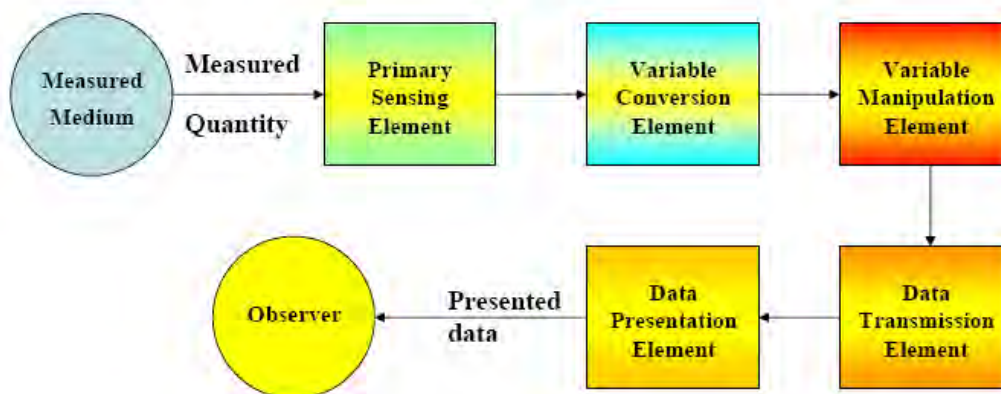 Measured
Medium
Measured
Quantity
Primary
Sensing
Element
Variable
Conversion
Element
Variable
Manipulation
Element
Observer
Presented
data
Data
Presentation
Element
Data
Transmission
Element